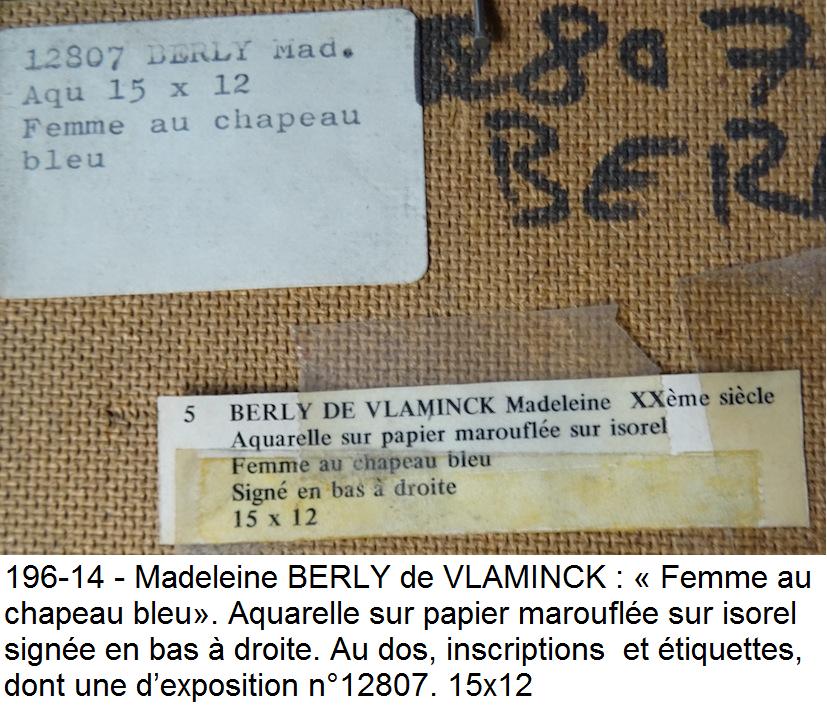 12807 BERLY Mad.
Aqu 15 x 12
Femme au chapeau
bleu
2807
BER
5 BERLY DE VLAMINCK Madeleine XXème siècle
Aquarelle sur papier marouflée sur isorel
Femme au chapeau bleu
Signé en bas à droite
15 x 12
196-14 - Madeleine BERLY de VLAMINCK : « Femme au
chapeau bleu». Aquarelle sur papier marouflée sur isorel
signée en bas à droite. Au dos, inscriptions et étiquettes,
dont une d’exposition n°12807. 15x12